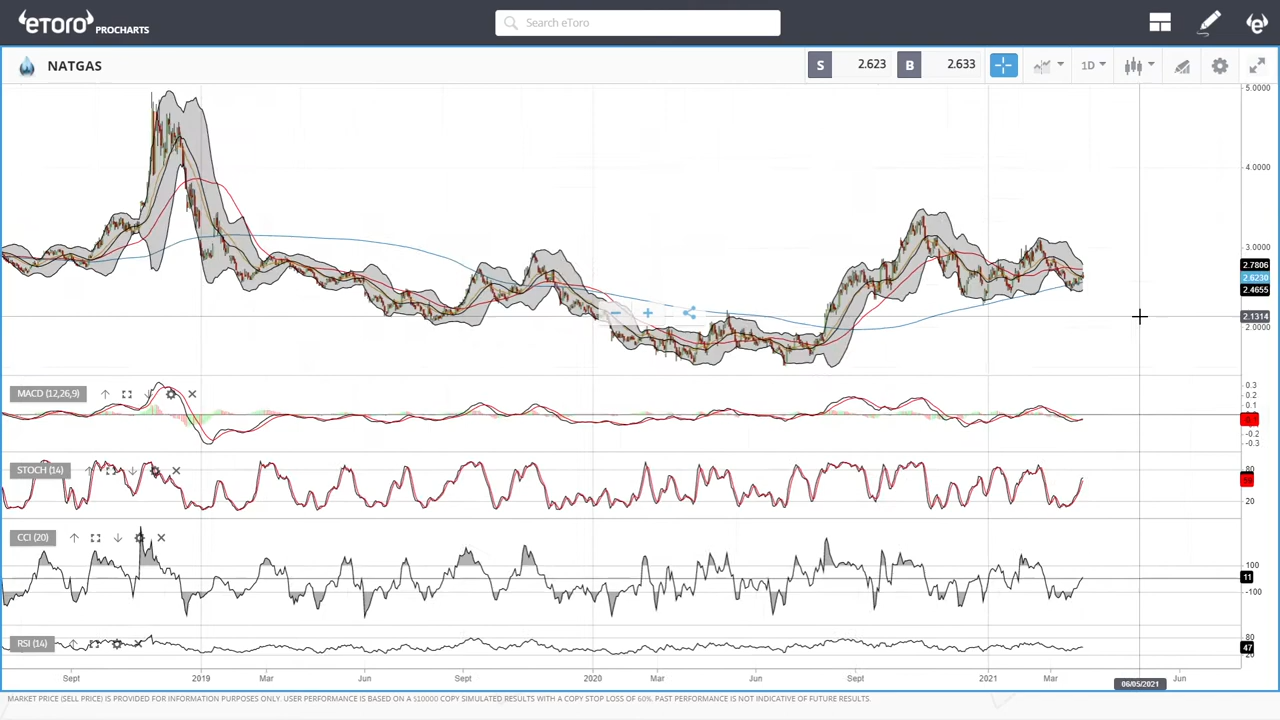 eToro PROCHARTS
Search eToro
NATGAS
S 2.623 B 2.633
1D
5.0000
4.0000
3.0000
2.7806
2.6230
2.4655
2.1314
2.0000
MACD (12,26,9)
0.3
0.2
0.1
-0.2
-0.3
STOCH (14)
80
20
CCI (20)
100
11
-100
RSI (14)
80
47
20
Sept 2019 Mar Jun Sept 2020 Mar Jun Sept 2021 Mar 06/05/2021 Jun
MARKET PRICE (SELL PRICE) IS PROVIDED FOR INFORMATION PURPOSES ONLY. USER PERFORMANCE IS BASED ON A $10000 COPY SIMULATED RESULTS WITH A COPY STOP LOSS OF 60%. PAST PERFORMANCE IS NOT INDICATIVE OF FUTURE RESULTS.